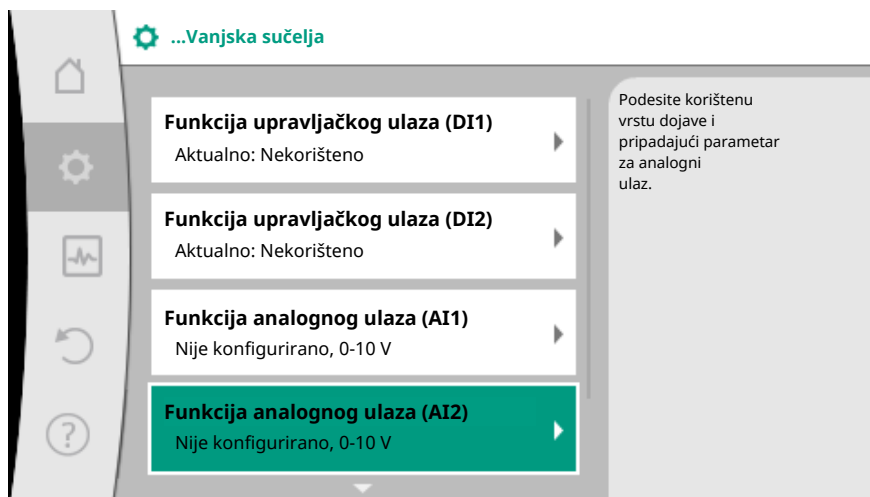 ...Vanjska sučelja
Funkcija upravljačkog ulaza (DI1)
Aktualno: Nekorišteno
Funkcija upravljačkog ulaza (DI2)
Aktualno: Nekorišteno
Funkcija analognog ulaza (AI1)
Nije konfigurirano, 0-10 V
Funkcija analognog ulaza (AI2)
Nije konfigurirano, 0-10 V
Podesite korištenu
vrstu dojave i
pripadajući parametar
za analogni
ulaz.